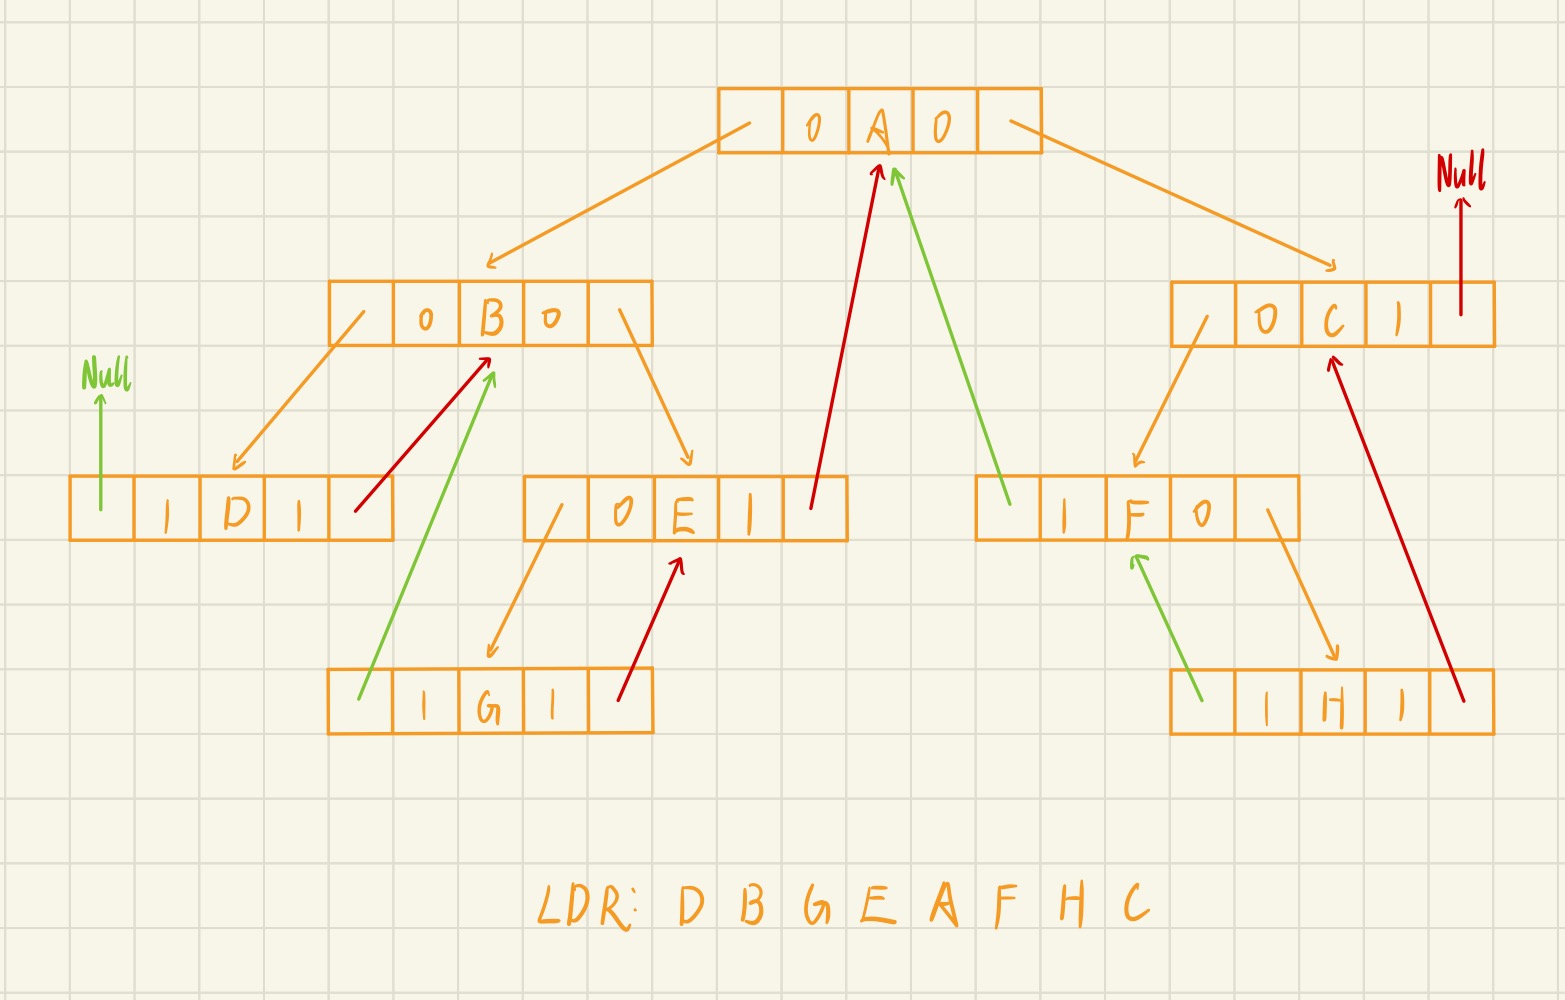 0 A 0
Null
0 B 0
0 C 1
Null
1 D 1
0 E 1
1 F 0
1 G 1
1 H 1
LDR: D B G E A F H C